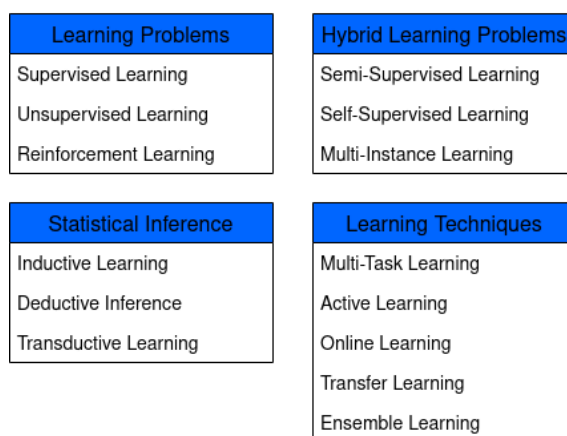 Learning Problems
Supervised Learning
Unsupervised Learning
Reinforcement Learning
Hybrid Learning Problems
Semi-Supervised Learning
Self-Supervised Learning
Multi-Instance Learning
Statistical Inference
Inductive Learning
Deductive Inference
Transductive Learning
Learning Techniques
Multi-Task Learning
Active Learning
Online Learning
Transfer Learning
Ensemble Learning